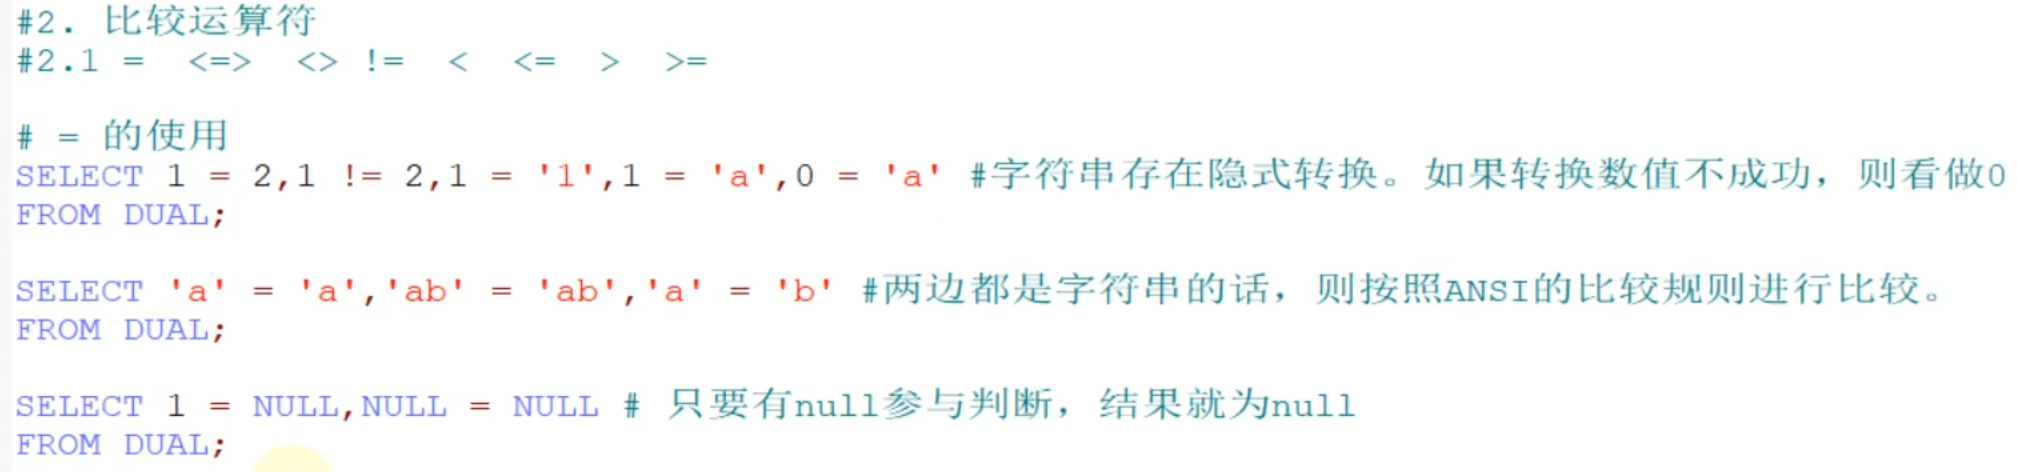 #2. 比较运算符
#2.1 =  <=>  <> !=  <  <=  >  >=
# = 的使用
SELECT 1 = 2,1 != 2,1 = '1',1 = 'a',0 = 'a' #字符串存在隐式转换。如果转换数值不成功，则看做0
FROM DUAL;
SELECT 'a' = 'a','ab' = 'ab','a' = 'b' #两边都是字符串的话，则按照ANSI的比较规则进行比较。
FROM DUAL;
SELECT 1 = NULL,NULL = NULL # 只要有null参与判断，结果就为null
FROM DUAL;